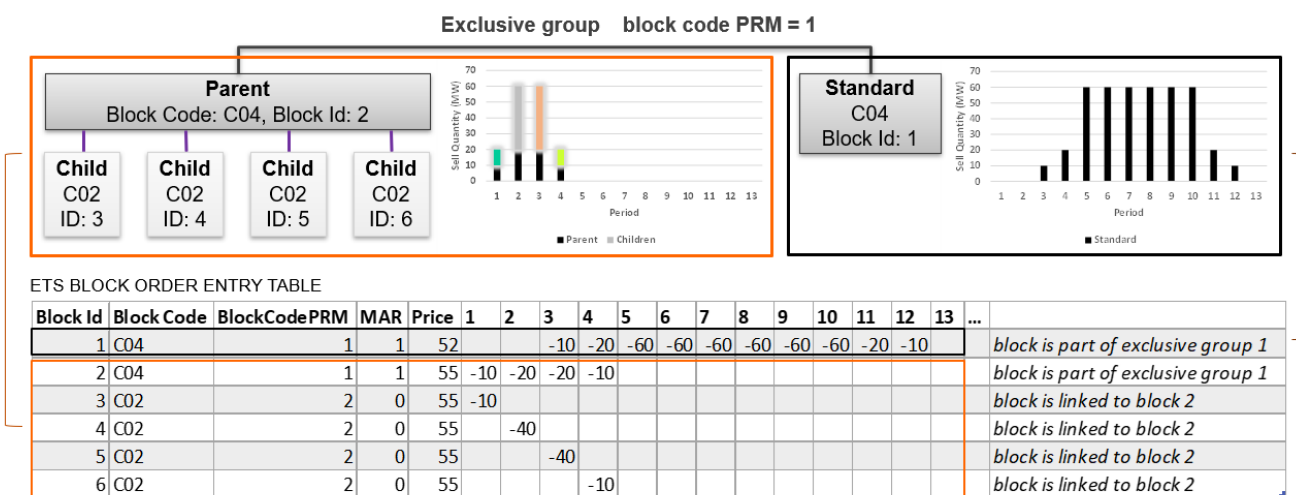 Exclusive group block code PRM = 1
Parent
Block Code: C04, Block Id: 2
Child
C02
ID: 3
Child
C02
ID: 4
Child
C02
ID: 5
Child
C02
ID: 6
Sell Quantity (MW)
70
60
50
40
30
20
10
0
1 2 3 4 5 6 7 8 9 10 11 12 13
Period
Parent Children
Standard
C04
Block Id: 1
Sell Quantity (MW)
70
60
50
40
30
20
10
0
1 2 3 4 5 6 7 8 9 10 11 12 13
Period
Standard
ETS BLOCK ORDER ENTRY TABLE
Block Id Block Code BlockCodePRM MAR Price 1 2 3 4 5 6 7 8 9 10 11 12 13 ...
1 C04 1 1 52 -10 -20 -60 -60 -60 -60 -60 -60 -20 -10 block is part of exclusive group 1
2 C04 1 1 55 -10 -20 -20 -10 block is part of exclusive group 1
3 C02 2 0 55 -10 block is linked to block 2
4 C02 2 0 55 -40 block is linked to block 2
5 C02 2 0 55 -40 block is linked to block 2
6 C02 2 0 55 -10 block is linked to block 2